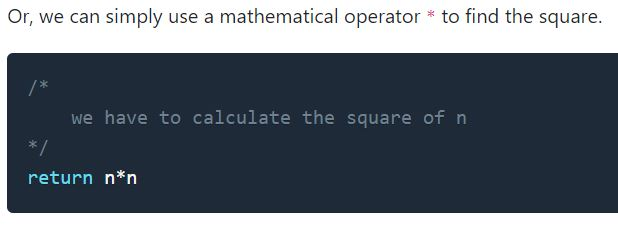 Or, we can simply use a mathematical operator * to find the square.
/*
    we have to calculate the square of n
*/
return n*n